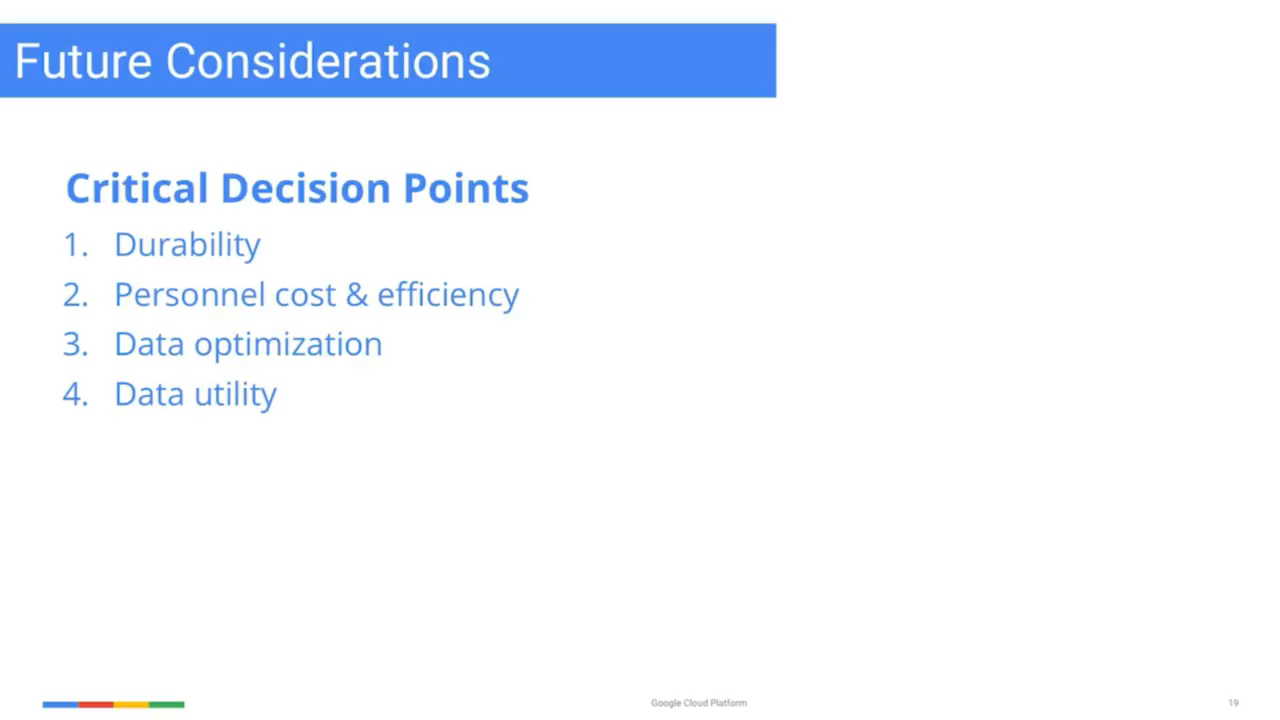 Future Considerations
Critical Decision Points
1. Durability
2. Personnel cost & efficiency
3. Data optimization
4. Data utility
Google Cloud Platform
19